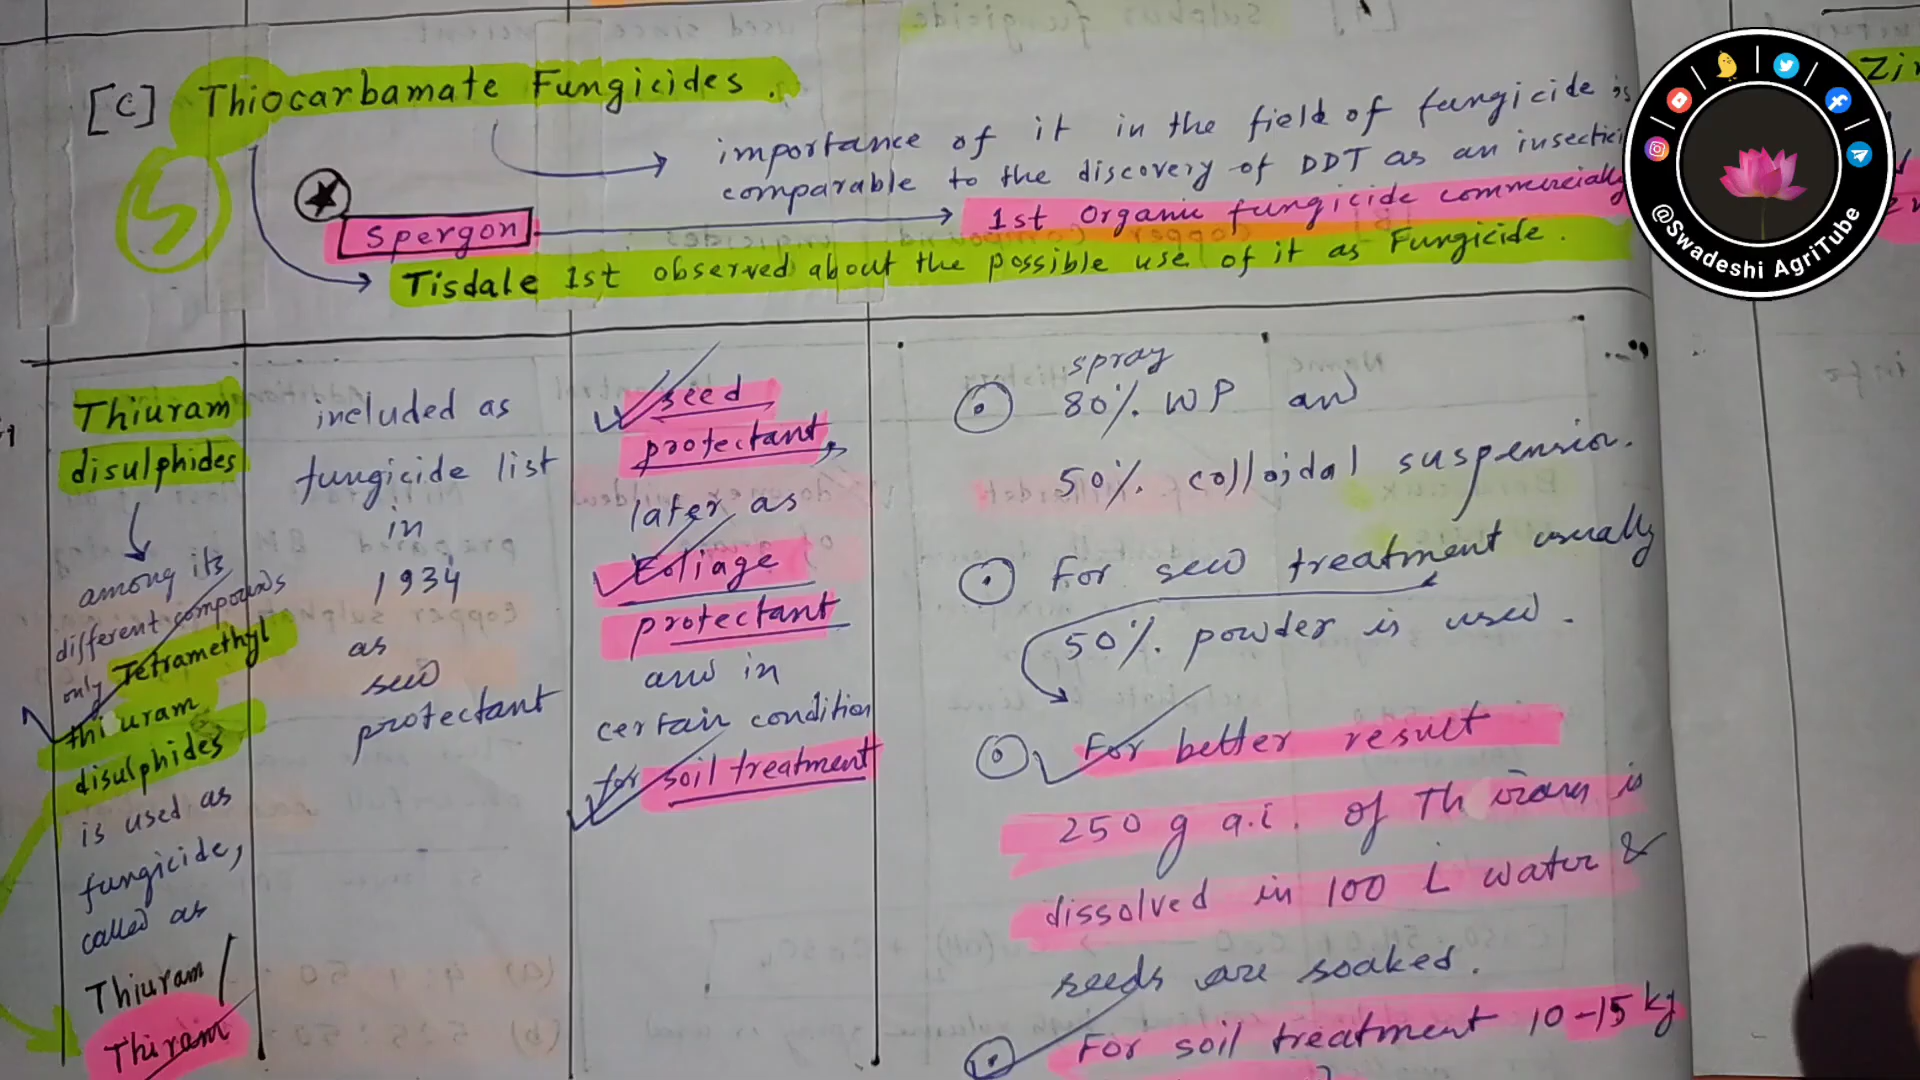 [C] Thiocarbamate Fungicides.
importance of it in the field of fungicide is
comparable to the discovery of DDT as an insectici
Spergon
1st Organic fungicide commercially
Tisdale 1st observed about the possible use of it as Fungicide.
5
Thiuram
disulphides
among its
different compounds
only Tetramethyl
thiuram
disulphides
is used as
fungicide,
called as
Thiuram /
Thiram
included as
fungicide list
in
1934
as
seed
protectant
seed
protectant,
later as
Foliage
protectant
and in
certain condition
for soil treatment
spray
80% WP and
50% colloidal suspension.
For seed treatment usually
50% powder is used.
For better result
250 g a.i. of Thiram is
dissolved in 100 L water &
seeds are soaked.
For soil treatment 10-15 kg
Zin
@Swadeshi AgriTube